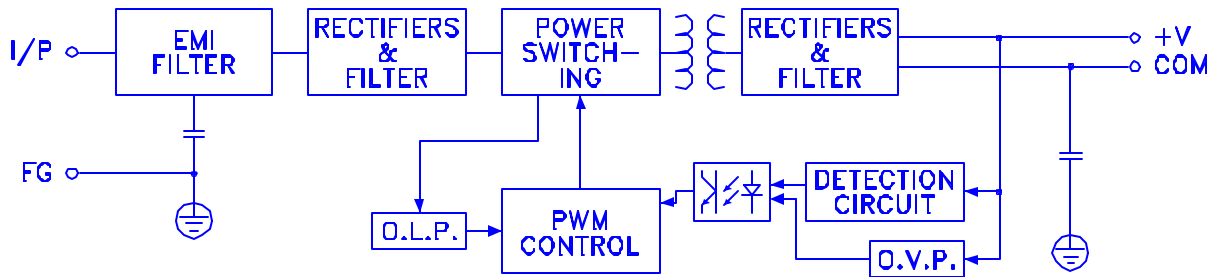 I/P
EMI
FILTER
RECTIFIERS
&
FILTER
POWER
SWITCH-
ING
RECTIFIERS
&
FILTER
+V
COM
FG
O.L.P.
PWM
CONTROL
DETECTION
CIRCUIT
O.V.P.